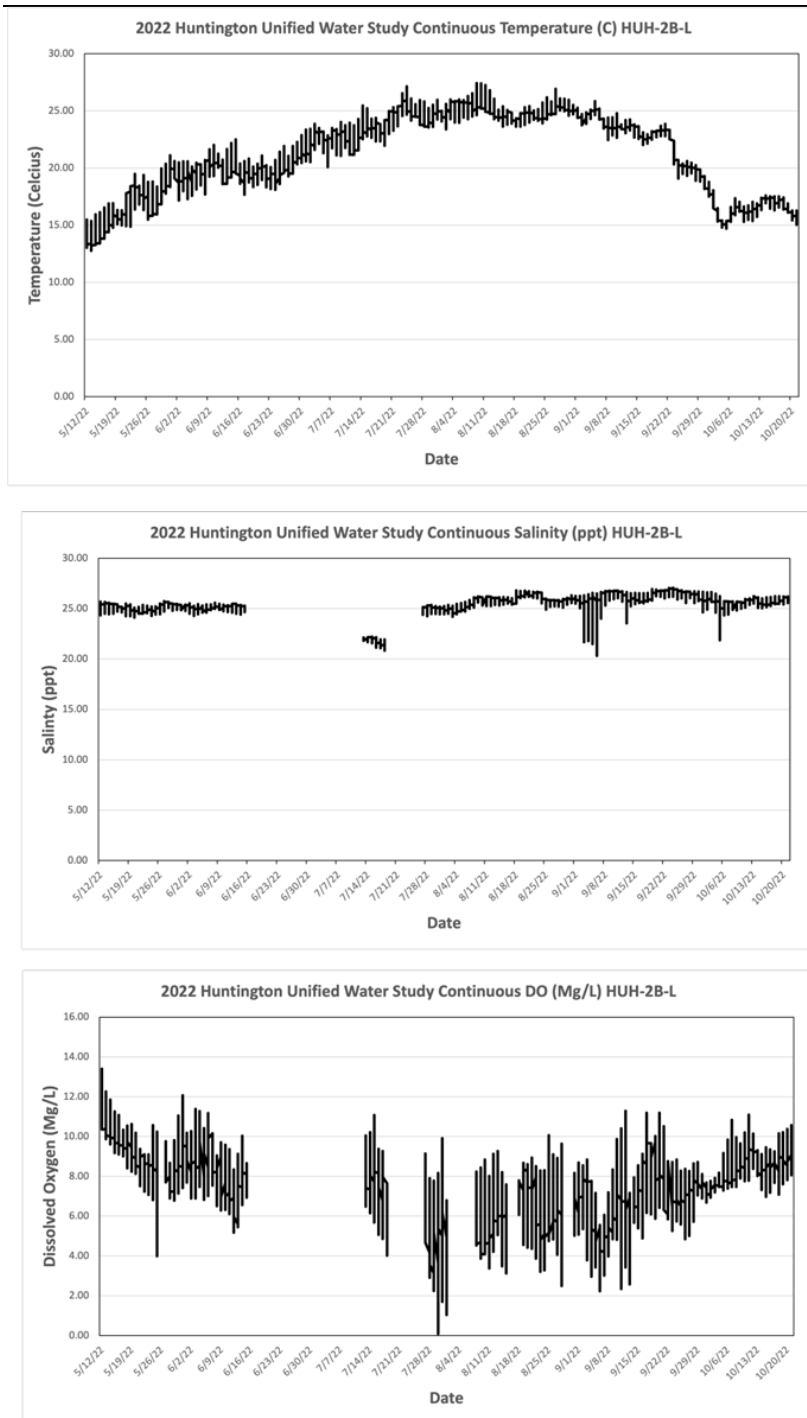 2022 Huntington Unified Water Study Continuous Temperature (C) HUH-2B-L
30.00
25.00
20.00
15.00
10.00
5.00
0.00
Temperature (Celcius)
5/12/22 5/19/22 5/26/22 6/2/22 6/9/22 6/16/22 6/23/22 6/30/22 7/7/22 7/14/22 7/21/22 7/28/22 8/4/22 8/11/22 8/18/22 8/25/22 9/1/22 9/8/22 9/15/22 9/22/22 9/29/22 10/6/22 10/13/22 10/20/22
Date
2022 Huntington Unified Water Study Continuous Salinity (ppt) HUH-2B-L
30.00
25.00
20.00
15.00
10.00
5.00
0.00
Salinty (ppt)
5/12/22 5/19/22 5/26/22 6/2/22 6/9/22 6/16/22 6/23/22 6/30/22 7/7/22 7/14/22 7/21/22 7/28/22 8/4/22 8/11/22 8/18/22 8/25/22 9/1/22 9/8/22 9/15/22 9/22/22 9/29/22 10/6/22 10/13/22 10/20/22
Date
2022 Huntington Unified Water Study Continuous DO (Mg/L) HUH-2B-L
16.00
14.00
12.00
10.00
8.00
6.00
4.00
2.00
0.00
Dissolved Oxygen (Mg/L)
5/12/22 5/19/22 5/26/22 6/2/22 6/9/22 6/16/22 6/23/22 6/30/22 7/7/22 7/14/22 7/21/22 7/28/22 8/4/22 8/11/22 8/18/22 8/25/22 9/1/22 9/8/22 9/15/22 9/22/22 9/29/22 10/6/22 10/13/22 10/20/22
Date